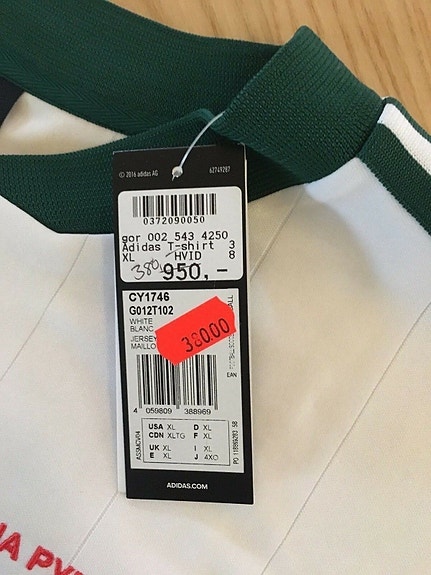 © 2016 adidas AG
62749287
0372090050
gor 002 543 4250
Adidas T-shirt 3
XL HVID 8
380,-
950,-
CY1746
G012T102
WHITE
BLANC
JERSEY
MAILLO
38000
EAN
4 059809 388969
USA XL D XL
CDN XLTG F XL
UK XL I XL
E XL J 4XO
ASSMCVR4
ADIDAS.COM